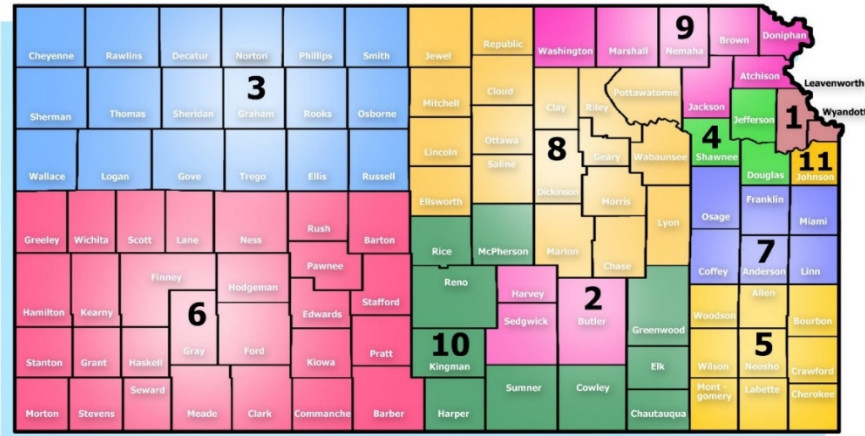 9
Cheyenne Rawlins Decatur Norton Phillips Smith Jewel Republic Washington Marshall Nemaha Brown Doniphan
3
Sherman Thomas Sheridan Graham Rooks Osborne Mitchell Cloud Clay Riley Pottawatomie Jackson Atchison Leavenworth
Jefferson 1 Wyandott
Wallace Logan Gove Trego Ellis Russell Lincoln Ottawa Saline 8 Geary Wabaunsee 4 Shawnee 11
Dickinson Douglas Johnson
Ellsworth Morris Lyon Osage Franklin Miami
Greeley Wichita Scott Lane Ness Rush Barton Rice McPherson Marion Chase
7
Coffey Anderson Linn
Finney Hodgeman Pawnee Reno Harvey 2 Butler Greenwood Allen
Hamilton Kearny 6 Edwards Stafford Sedgwick Woodson Bourbon
Stanton Grant Haskell Gray Ford Kiowa Pratt 10 Kingman Elk Wilson 5 Neosho Crawford
Seward Sumner Cowley Mont -
gomery Labette Cherokee
Morton Stevens Meade Clark Commanche Barber Harper Chautauqua